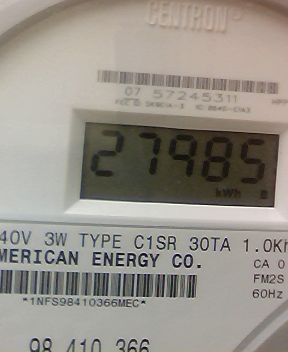 CENTRON®
07 57245311
27985
kWh
40V 3W TYPE C1SR 30TA 1.0Kh
MERICAN ENERGY CO.
CA 0
FM2S
*1NFS98410366MEC*
60Hz
98 410 366